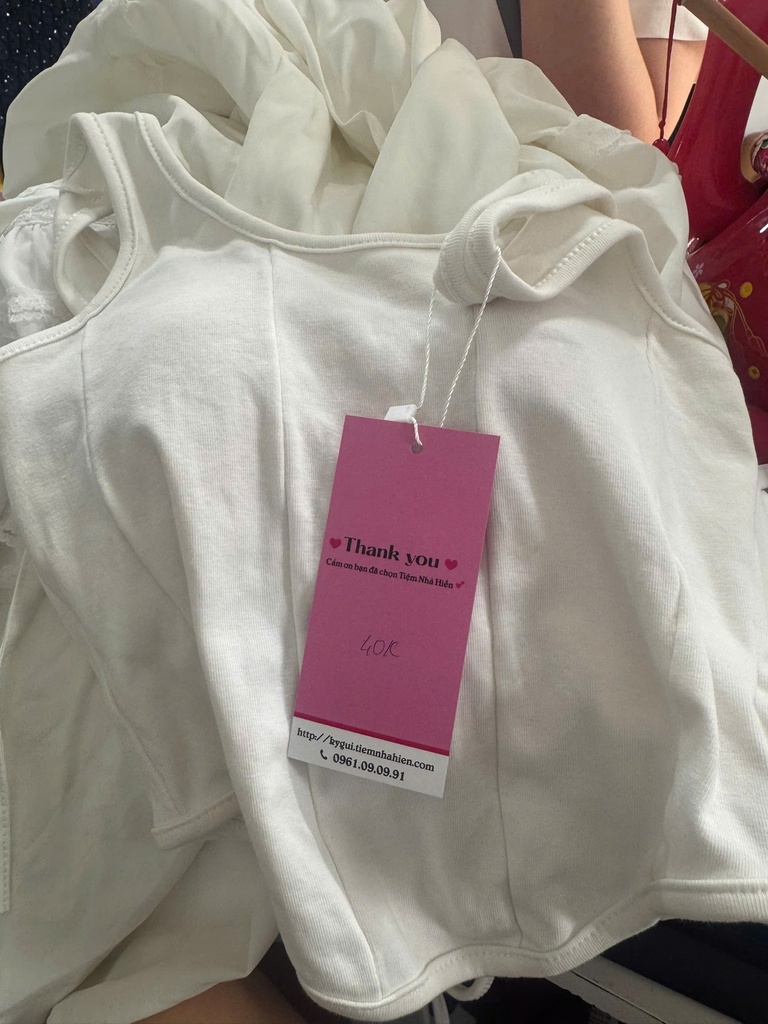 Thank you
Cảm ơn bạn đã chọn Tiệm Nhà Hiền
40K
http://kygui.tiemnhahien.com
0961.09.09.91